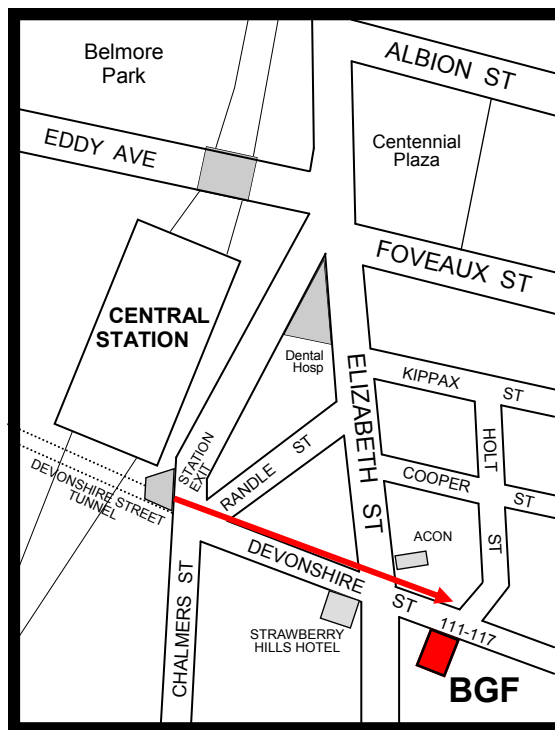 Belmore
Park
ALBION ST
EDDY AVE
Centennial
Plaza
FOVEAUX ST
CENTRAL
STATION
Dental
Hosp
ELIZABETH ST
KIPPAX ST
HOLT ST
STATION
EXIT
RANDLE ST
COOPER ST
DEVONSHIRE STREET
TUNNEL
ACON
DEVONSHIRE ST
CHALMERS ST
STRAWBERRY
HILLS HOTEL
111-117
BGF